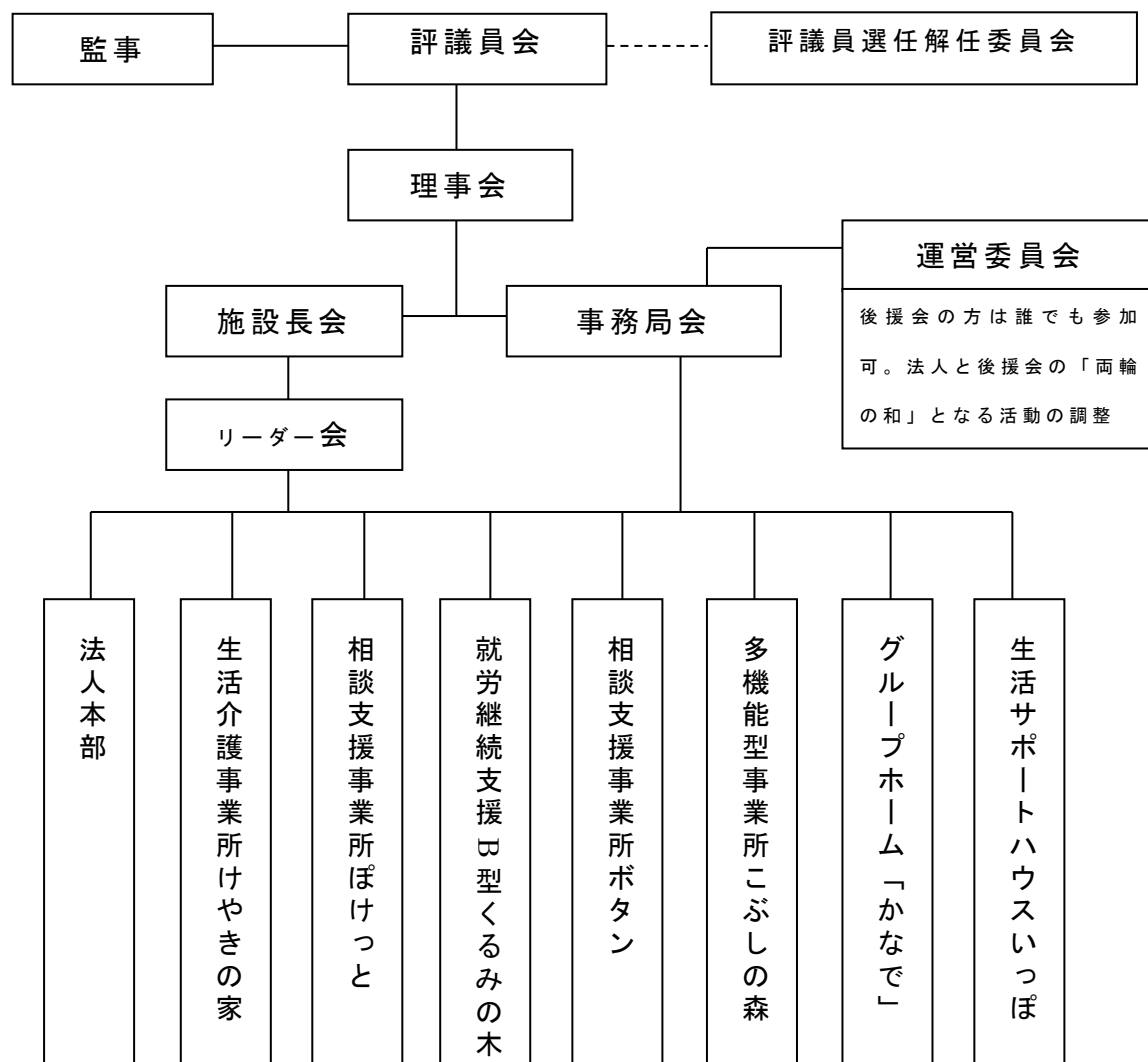 監事
評議員会
評議員選任解任委員会
理事会
運営委員会
後援会の方は誰でも参加
可。法人と後援会の「両輪
の和」となる活動の調整
施設長会
事務局会
リーダー会
法人本部
生活介護事業所けやきの家
相談支援事業所ぽけっと
就労継続支援B型くるみの木
相談支援事業所ボタン
多機能型事業所こぶしの森
グループホーム「かなで」
生活サポートハウスいっぽ